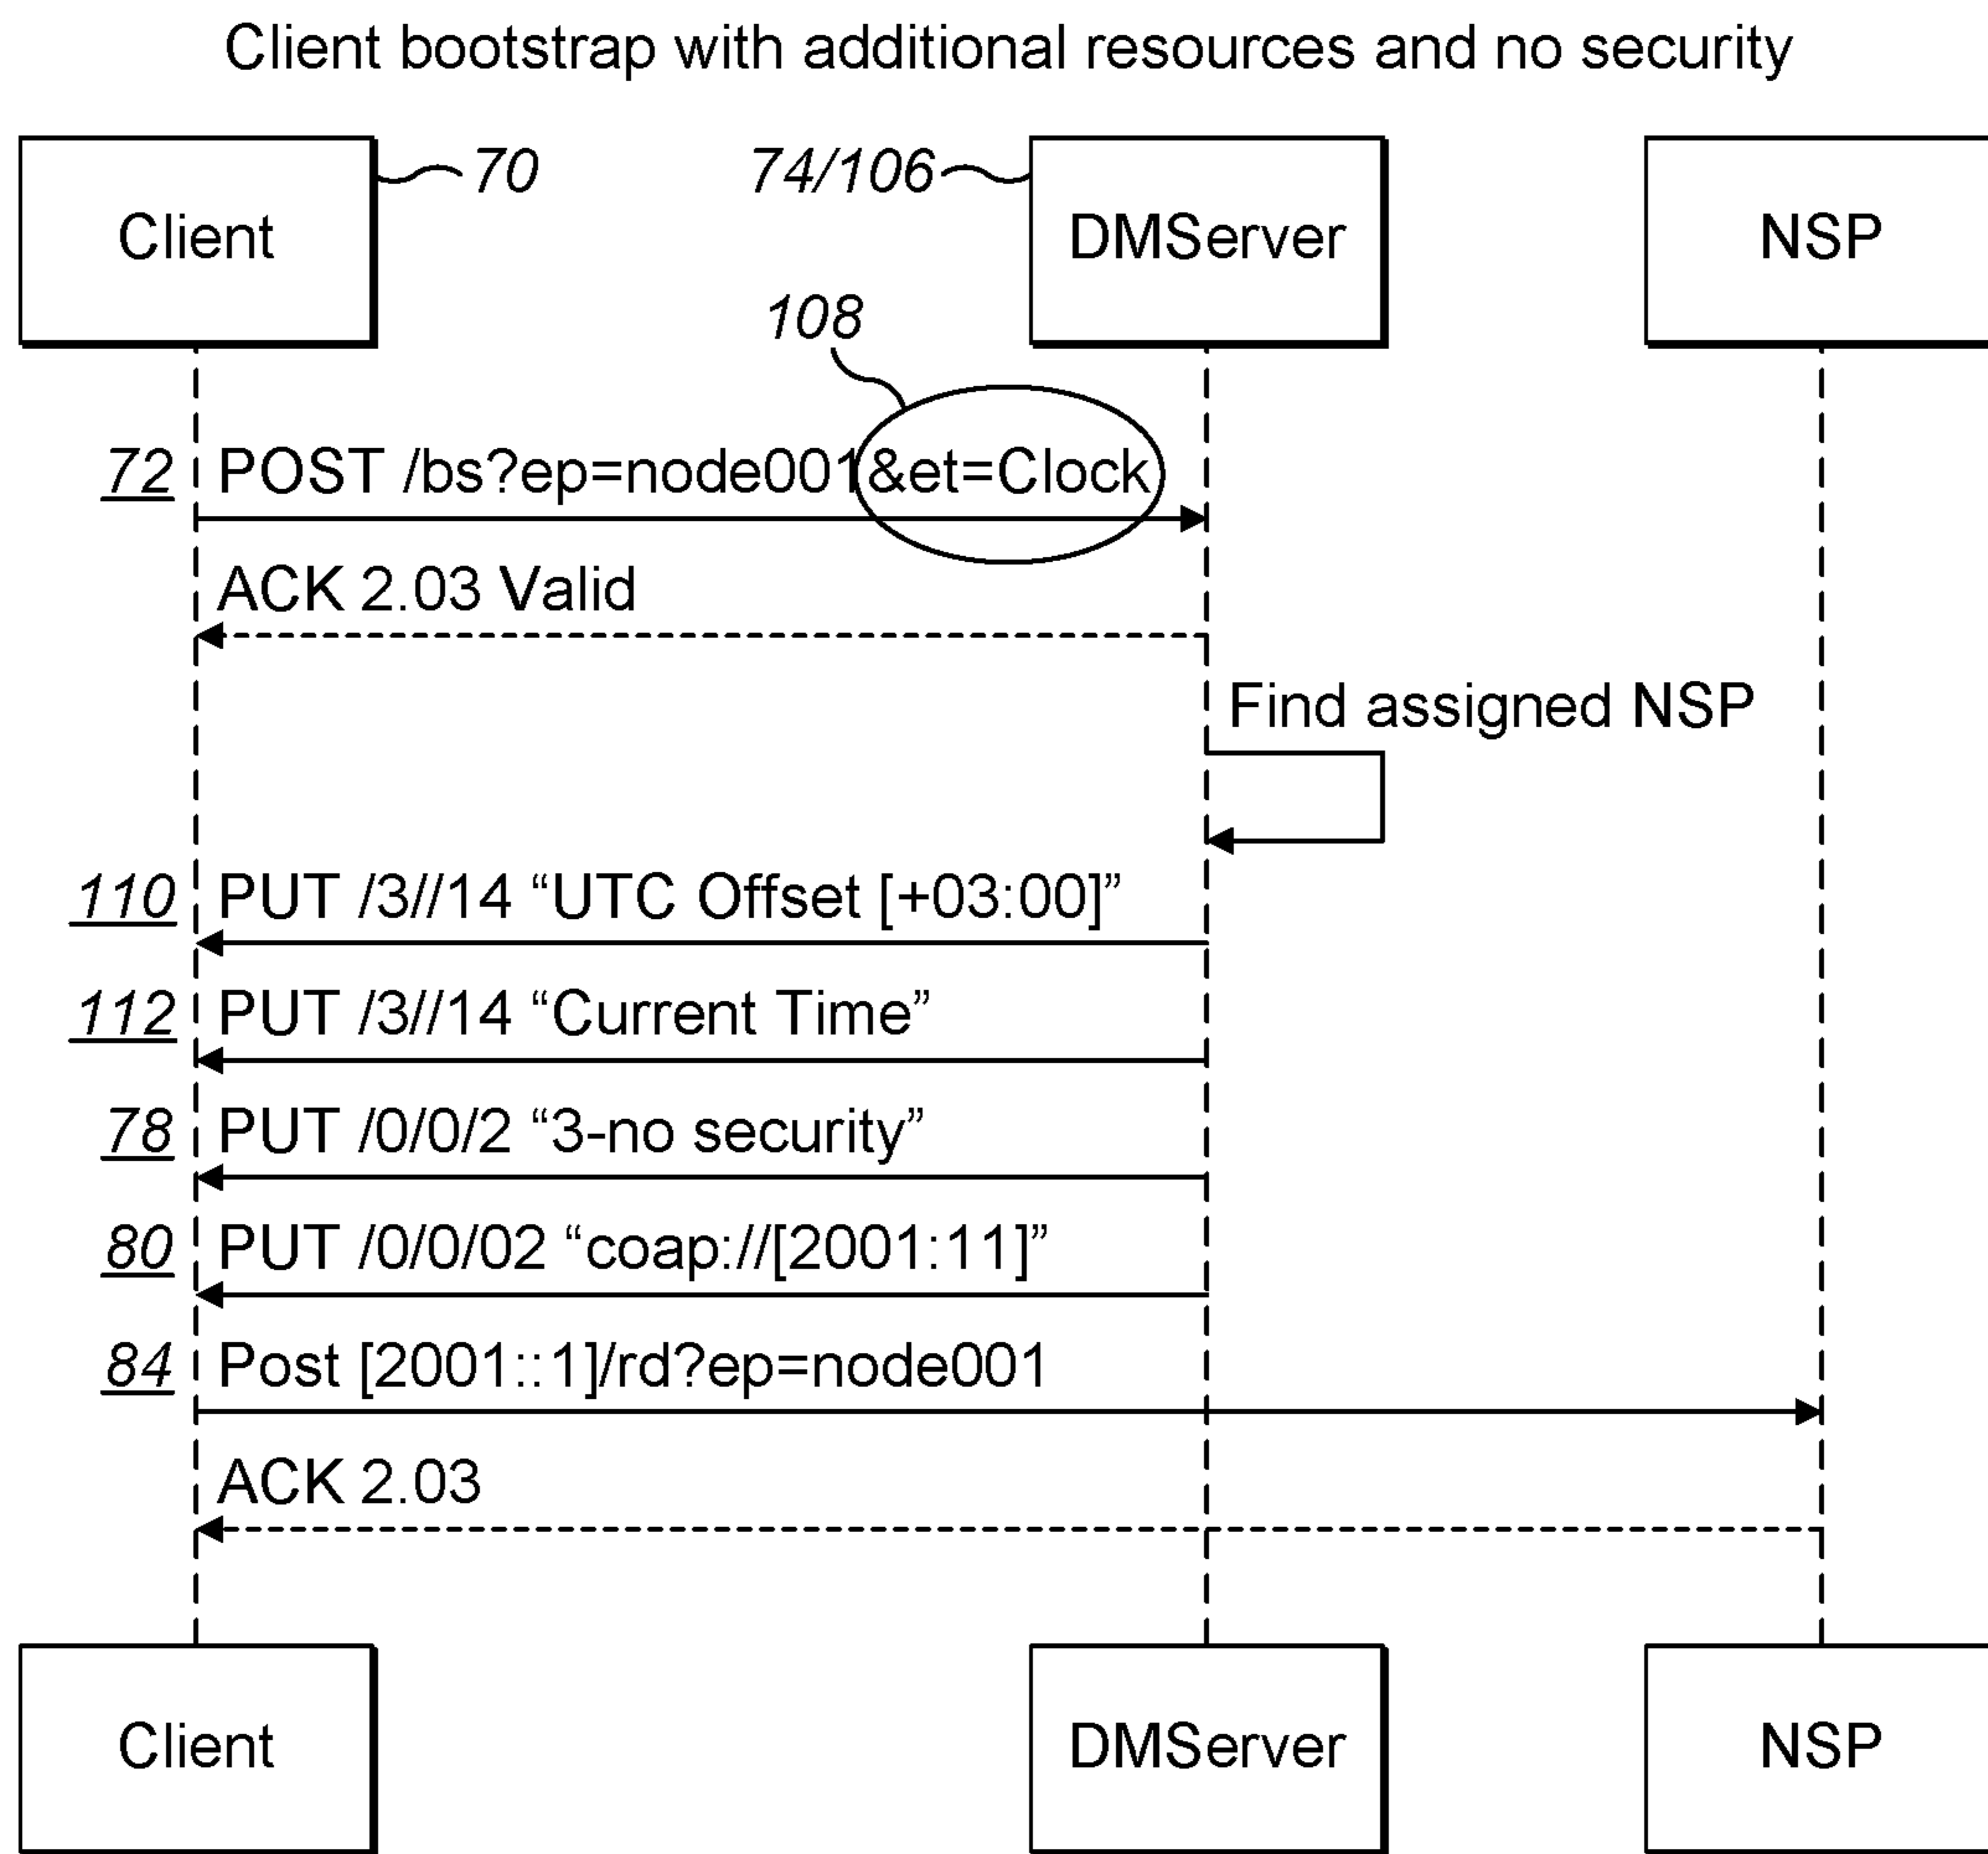 Client bootstrap with additional resources and no security
Client
70
74/106
DMServer
NSP
108
72 POST /bs?ep=node001&et=Clock
ACK 2.03 Valid
Find assigned NSP
110 PUT /3//14 “UTC Offset [+03:00]”
112 PUT /3//14 “Current Time”
78 PUT /0/0/2 “3-no security”
80 PUT /0/0/02 “coap://[2001:11]”
84 Post [2001::1]/rd?ep=node001
ACK 2.03
Client
DMServer
NSP